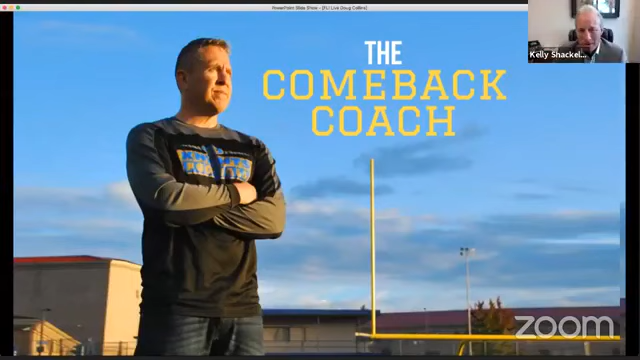 PowerPoint Slide Show - [FLI Live Doug Collins]
Kelly Shackel...
THE
COMEBACK
COACH
zoom